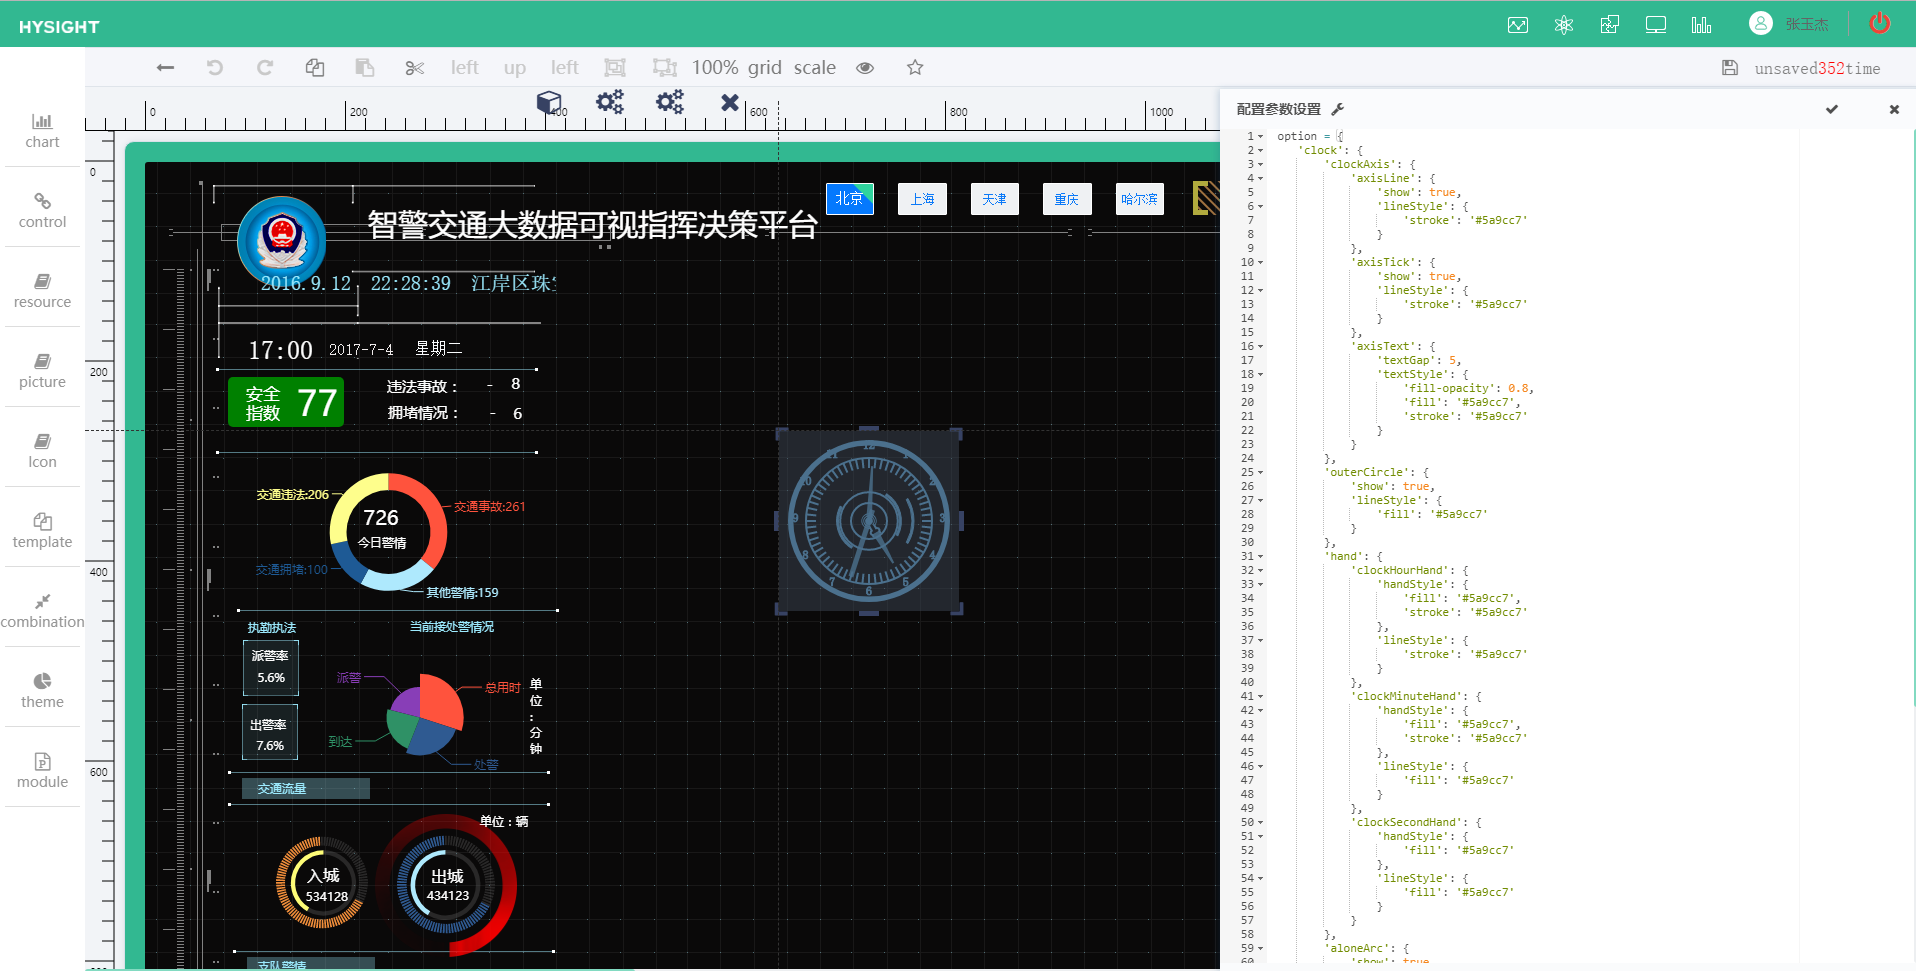 HYSIGHT
张玉杰
left up left 100% grid scale
unsaved352time
chart
control
resource
picture
Icon
template
combination
theme
module
0 200 400 600 800 1000
0
200
400
600
智警交通大数据可视指挥决策平台
北京 上海 天津 重庆 哈尔滨
2016.9.12 22:28:39 江岸区珠
17:00 2017-7-4 星期二
安全
指数
77
违法事故： - 8
拥堵情况： - 6
交通违法:206
交通事故:261
726
今日警情
交通拥堵:100
其他警情:159
12
1
2
3
4
5
6
7
8
9
10
11
执勤执法
当前接处警情况
派警率
5.6%
出警率
7.6%
派警
总用时
到达
处警
单
位
:
分
钟
交通流量
单位：辆
入城
534128
出城
434123
支队警情
配置参数设置
1 option = {
2 'clock': {
3 'clockAxis': {
4 'axisLine': {
5 'show': true,
6 'lineStyle': {
7 'stroke': '#5a9cc7'
8 }
9 },
10 'axisTick': {
11 'show': true,
12 'lineStyle': {
13 'stroke': '#5a9cc7'
14 }
15 },
16 'axisText': {
17 'textGap': 5,
18 'textStyle': {
19 'fill-opacity': 0.8,
20 'fill': '#5a9cc7',
21 'stroke': '#5a9cc7'
22 }
23 }
24 },
25 'outerCircle': {
26 'show': true,
27 'lineStyle': {
28 'fill': '#5a9cc7'
29 }
30 },
31 'hand': {
32 'clockHourHand': {
33 'handStyle': {
34 'fill': '#5a9cc7',
35 'stroke': '#5a9cc7'
36 },
37 'lineStyle': {
38 'stroke': '#5a9cc7'
39 }
40 },
41 'clockMinuteHand': {
42 'handStyle': {
43 'fill': '#5a9cc7',
44 'stroke': '#5a9cc7'
45 },
46 'lineStyle': {
47 'fill': '#5a9cc7'
48 }
49 },
50 'clockSecondHand': {
51 'handStyle': {
52 'fill': '#5a9cc7'
53 },
54 'lineStyle': {
55 'fill': '#5a9cc7'
56 }
57 }
58 },
59 'aloneArc': {
60 'show': true